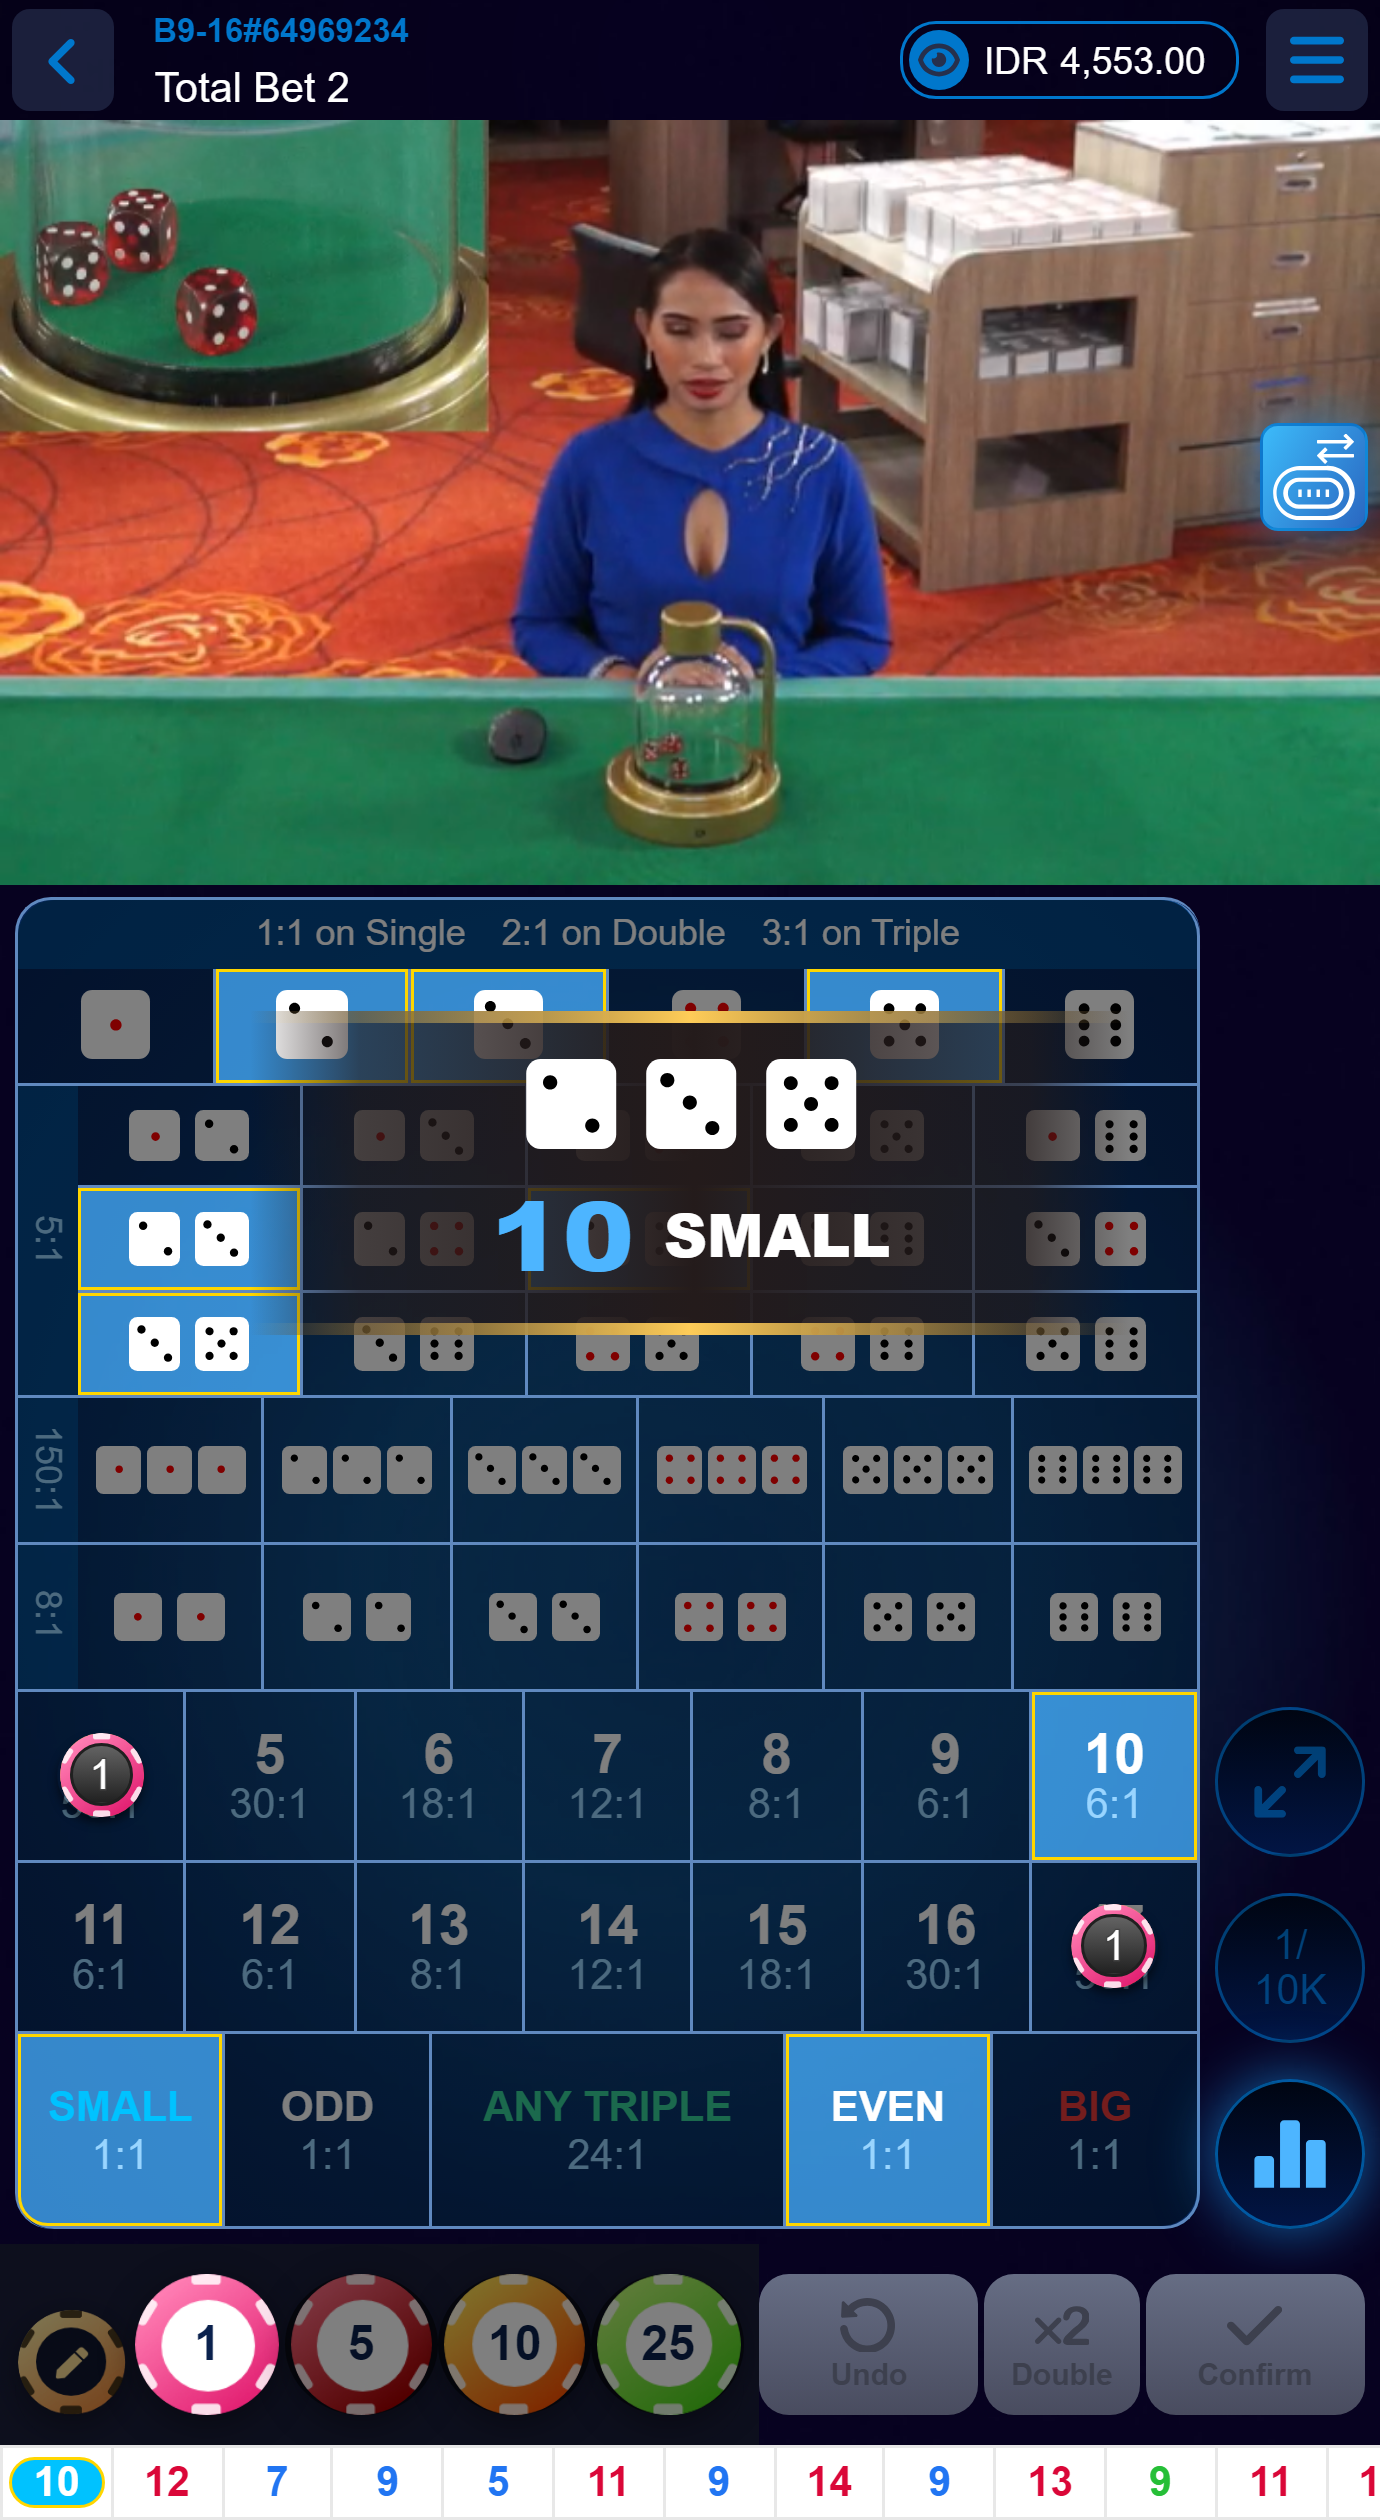 B9-16#64969234
Total Bet 2
IDR 4,553.00
1:1 on Single 2:1 on Double 3:1 on Triple
5:1
10 SMALL
150:1
8:1
1 5 6 7 8 9 10
30:1 18:1 12:1 8:1 6:1 6:1
11 12 13 14 15 16 1
6:1 6:1 8:1 12:1 18:1 30:1
1/
10K
SMALL ODD ANY TRIPLE EVEN BIG
1:1 1:1 24:1 1:1 1:1
1 5 10 25
Undo x2 Double Confirm
10 12 7 9 5 11 9 14 9 13 9 11